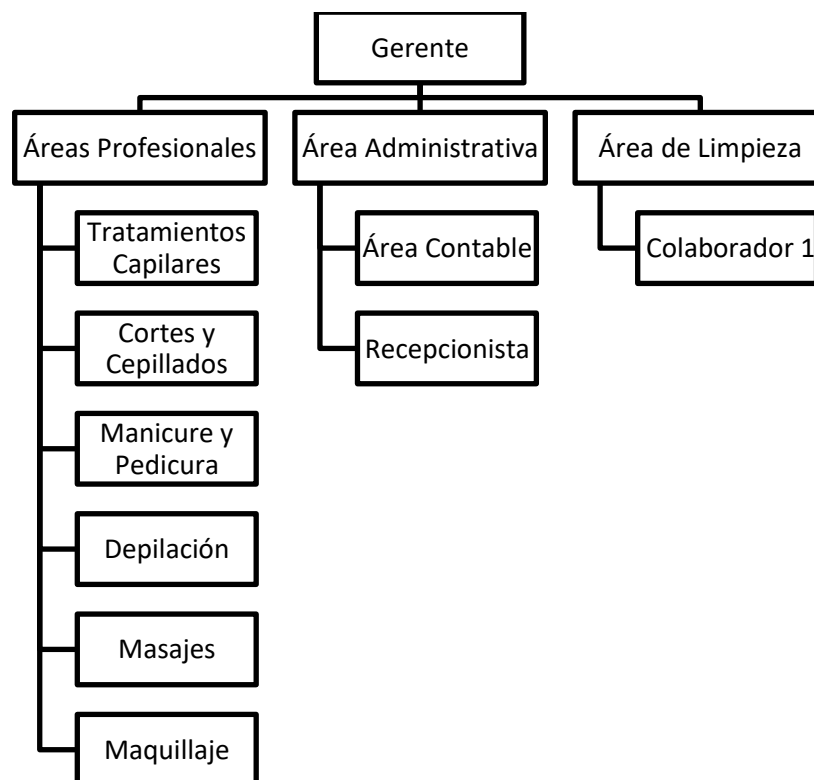 Gerente
Áreas Profesionales
Área Administrativa
Área de Limpieza
Tratamientos
Capilares
Cortes y
Cepillados
Manicure y
Pedicura
Depilación
Masajes
Maquillaje
Área Contable
Recepcionista
Colaborador 1